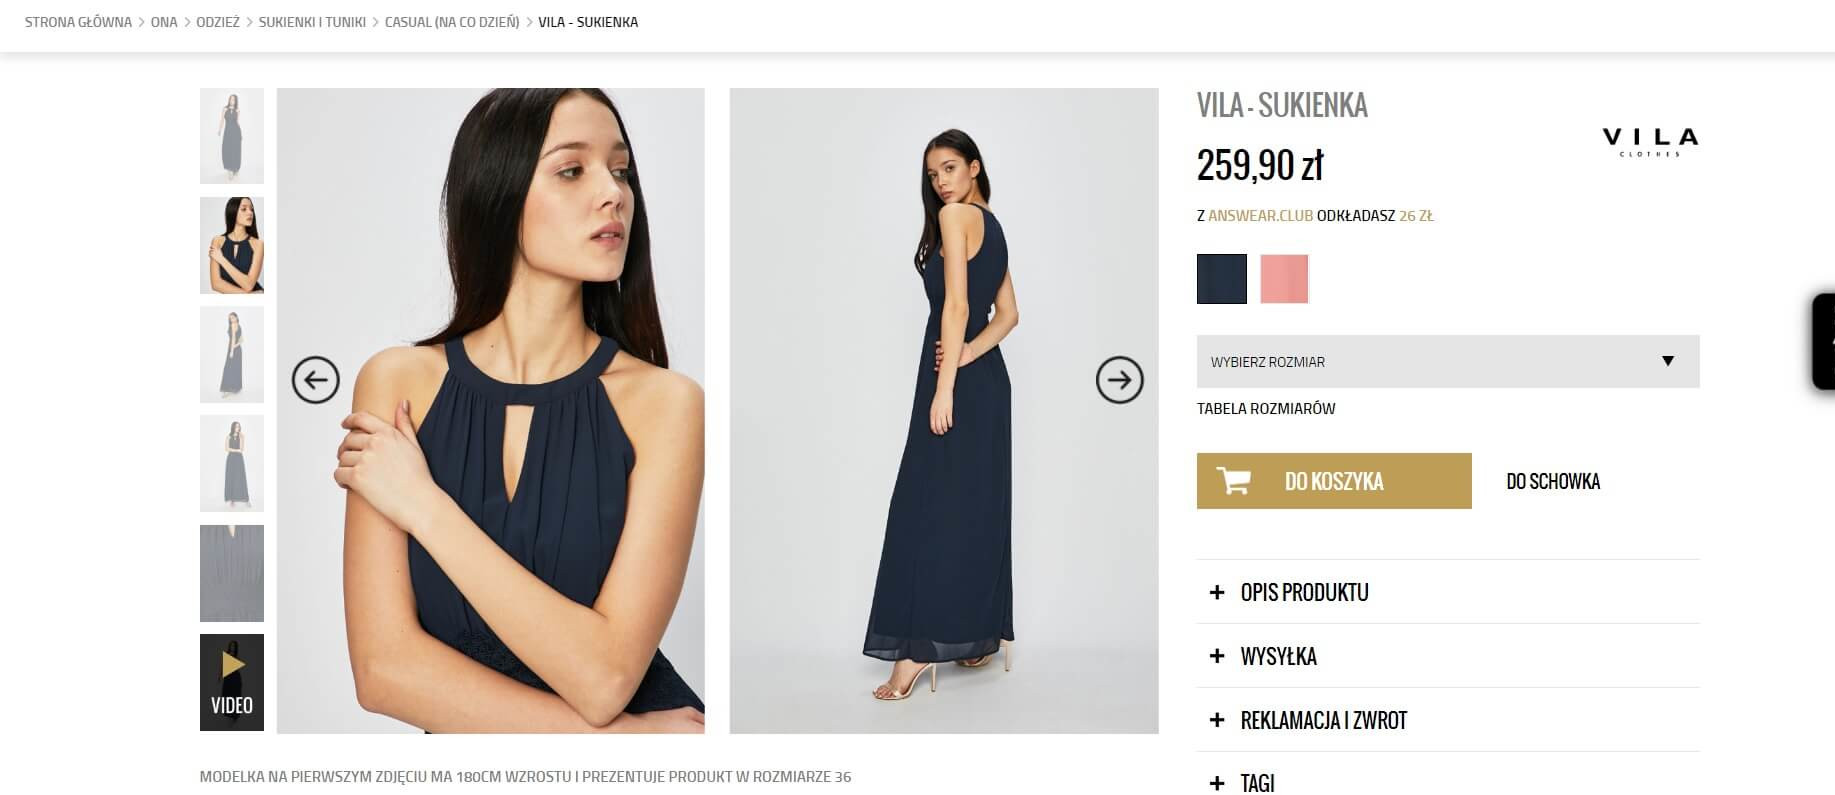 STRONA GŁÓWNA > ONA > ODZIEŻ > SUKIENKI I TUNIKI > CASUAL (NA CO DZIEŃ) > VILA - SUKIENKA
VILA - SUKIENKA
VILA
CLOTHES
259,90 zł
Z ANSWEAR.CLUB ODKŁADASZ 26 ZŁ
WYBIERZ ROZMIAR
TABELA ROZMIARÓW
DO KOSZYKA
DO SCHOWKA
+ OPIS PRODUKTU
+ WYSYŁKA
+ REKLAMACJA I ZWROT
+ TAGI
VIDEO
MODELKA NA PIERWSZYM ZDJĘCIU MA 180CM WZROSTU I PREZENTUJE PRODUKT W ROZMIARZE 36